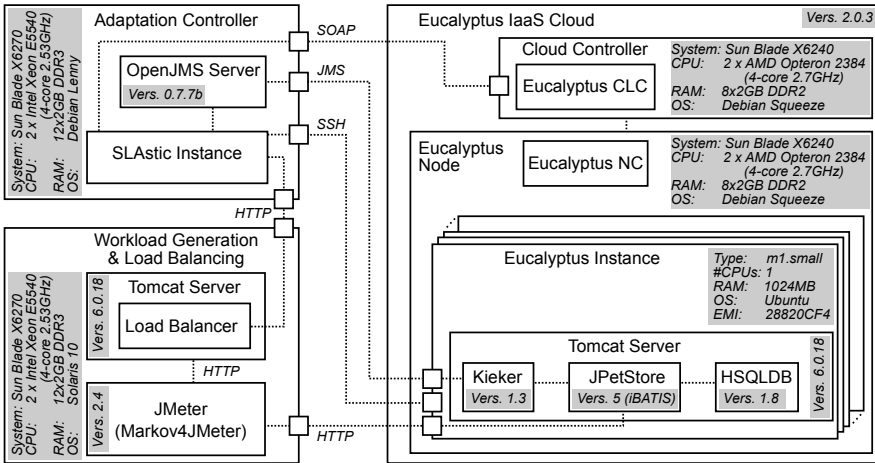 Adaptation Controller
System: Sun Blade X6270
CPU: 2 x Intel Xeon E5540
(4-core 2.53GHz)
RAM: 12x2GB DDR3
OS: Debian Lenny
OpenJMS Server
Vers. 0.7.7b
SLAstic Instance
SOAP
JMS
SSH
HTTP
Workload Generation
& Load Balancing
System: Sun Blade X6270
CPU: 2 x Intel Xeon E5540
(4-core 2.53GHz)
RAM: 12x2GB DDR3
OS: Solaris 10
Tomcat Server
Vers. 6.0.18
Load Balancer
HTTP
Vers. 2.4
JMeter
(Markov4JMeter)
HTTP
Eucalyptus IaaS Cloud
Vers. 2.0.3
Cloud Controller
Eucalyptus CLC
System: Sun Blade X6240
CPU: 2 x AMD Opteron 2384
(4-core 2.7GHz)
RAM: 8x2GB DDR2
OS: Debian Squeeze
Eucalyptus
Node
Eucalyptus NC
System: Sun Blade X6240
CPU: 2 x AMD Opteron 2384
(4-core 2.7GHz)
RAM: 8x2GB DDR2
OS: Debian Squeeze
Eucalyptus Instance
Type: m1.small
#CPUs: 1
RAM: 1024MB
OS: Ubuntu
EMI: 28820CF4
Tomcat Server
Vers. 6.0.18
Kieker
Vers. 1.3
JPetStore
Vers. 5 (iBATIS)
HSQLDB
Vers. 1.8